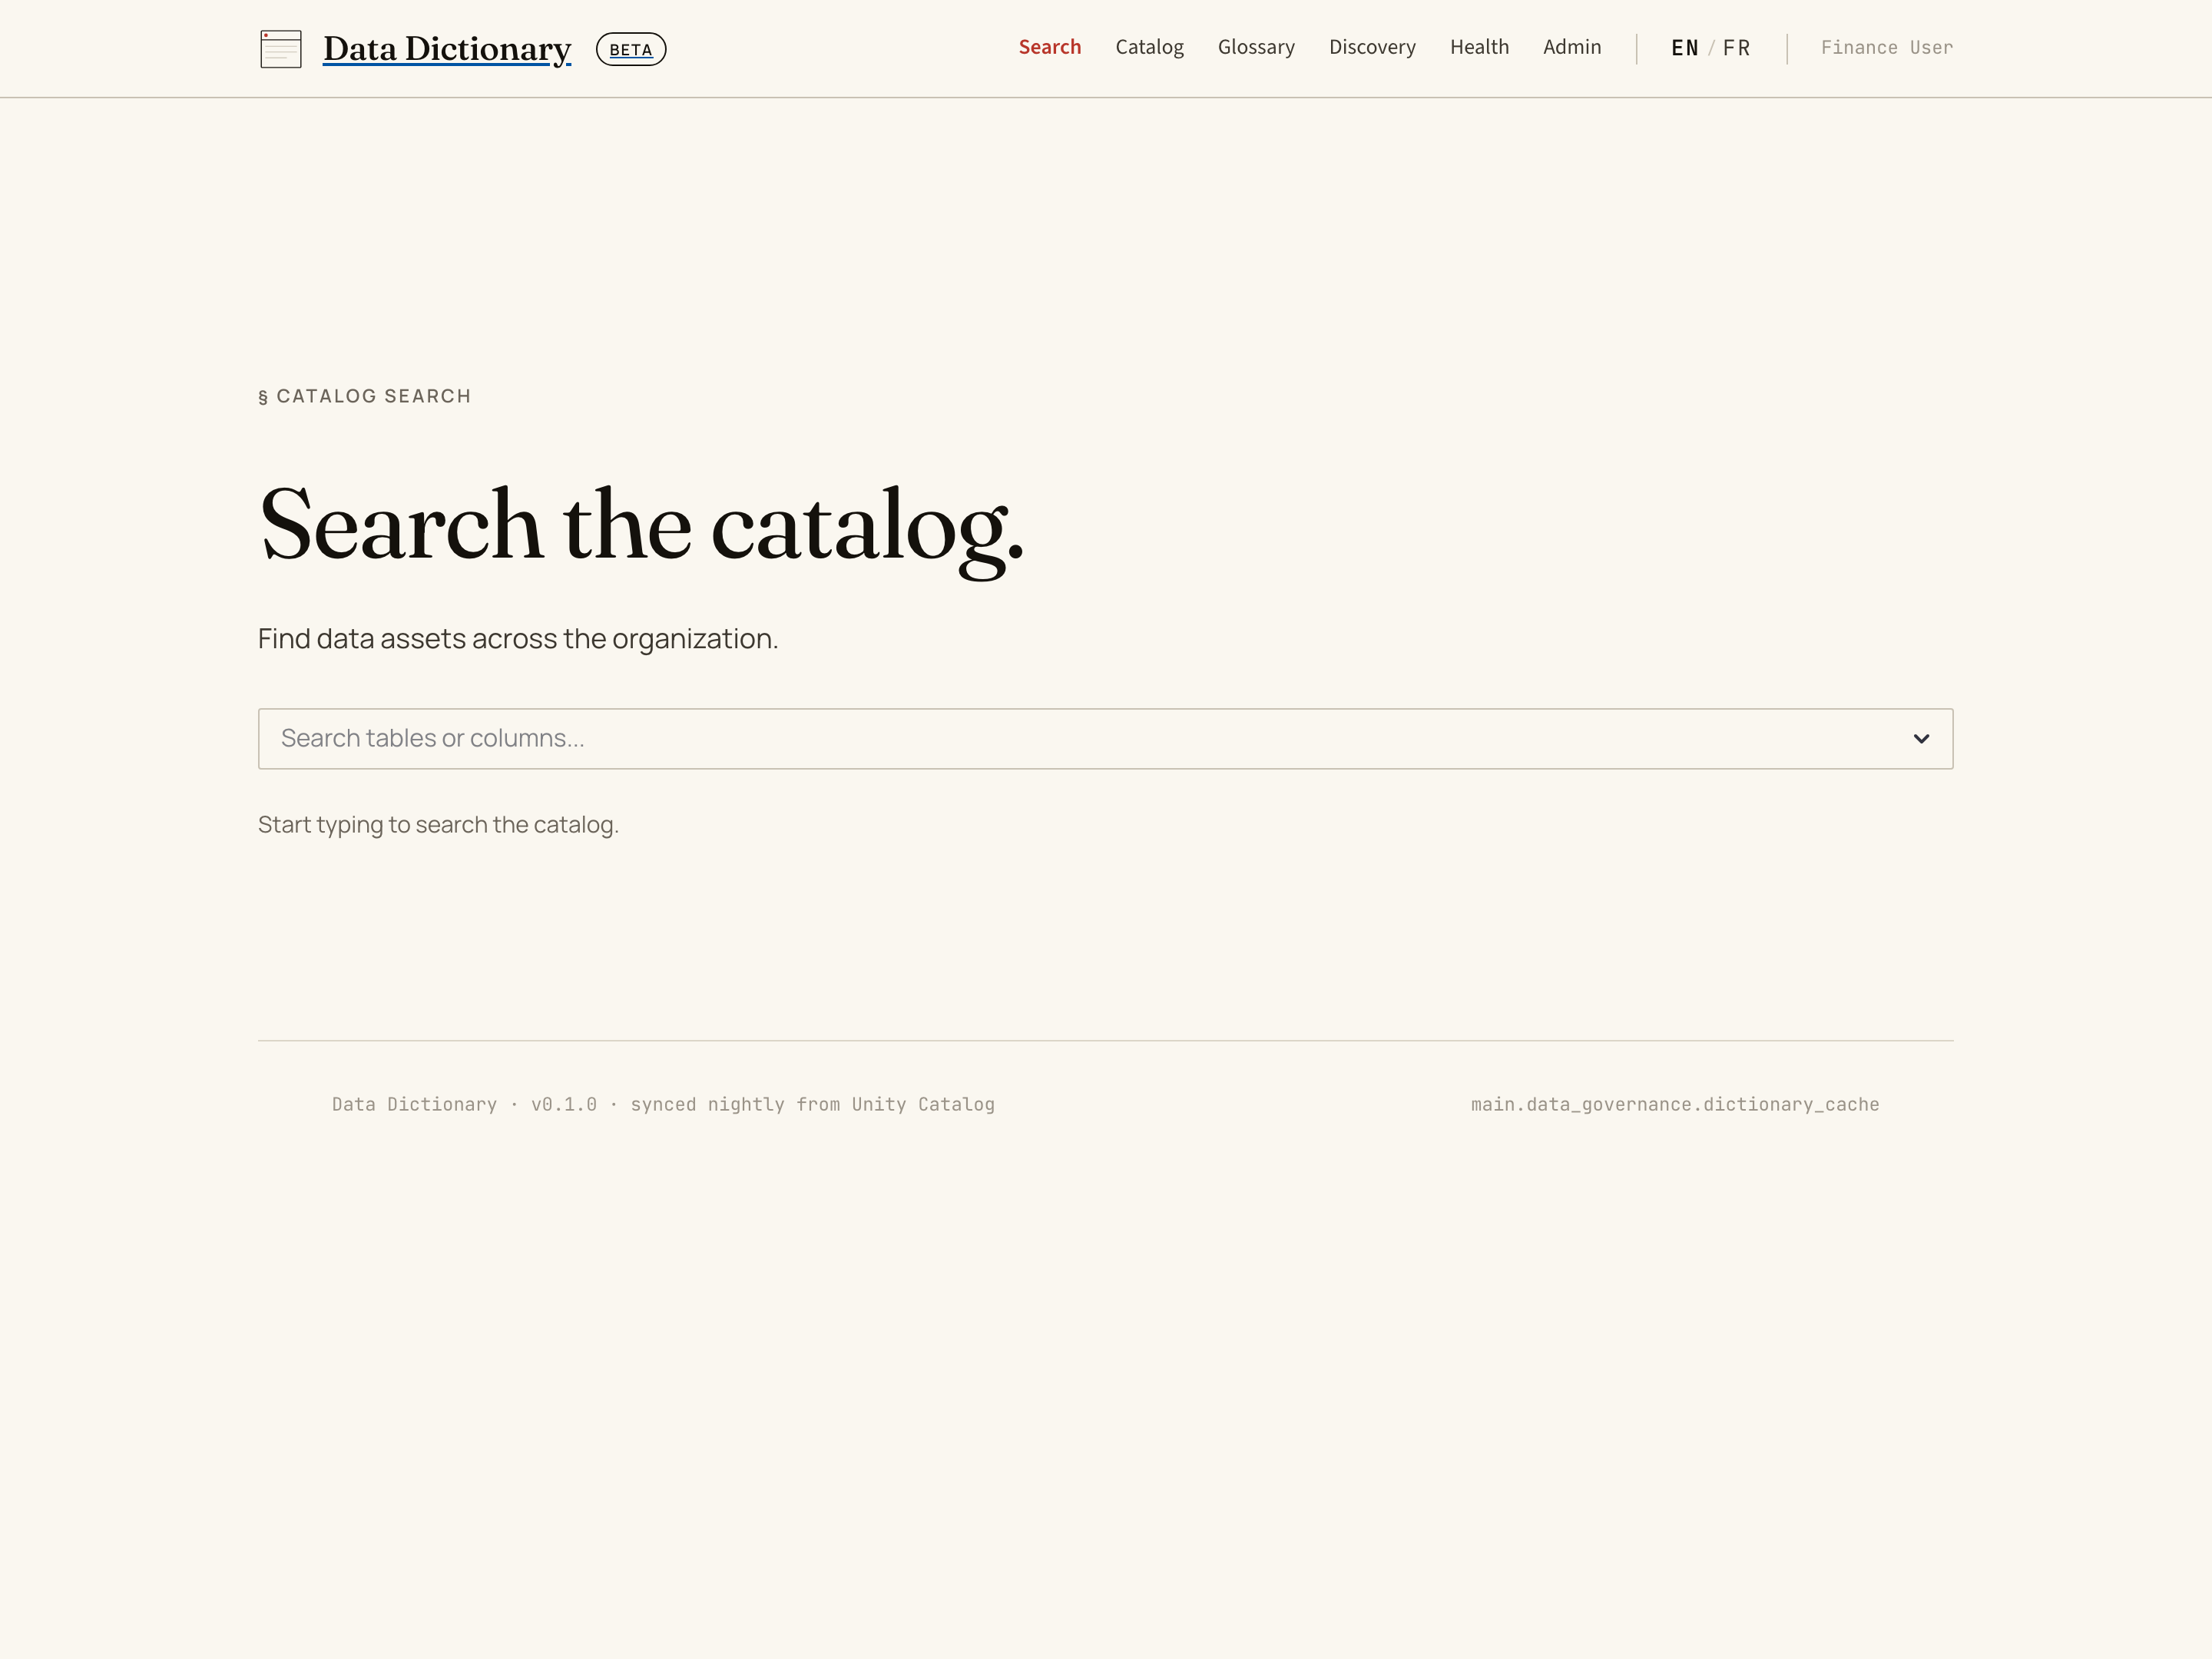 Data Dictionary BETA
Search Catalog Glossary Discovery Health Admin EN / FR Finance User
§ CATALOG SEARCH
Search the catalog.
Find data assets across the organization.
Search tables or columns...
Start typing to search the catalog.
Data Dictionary · v0.1.0 · synced nightly from Unity Catalog
main.data_governance.dictionary_cache